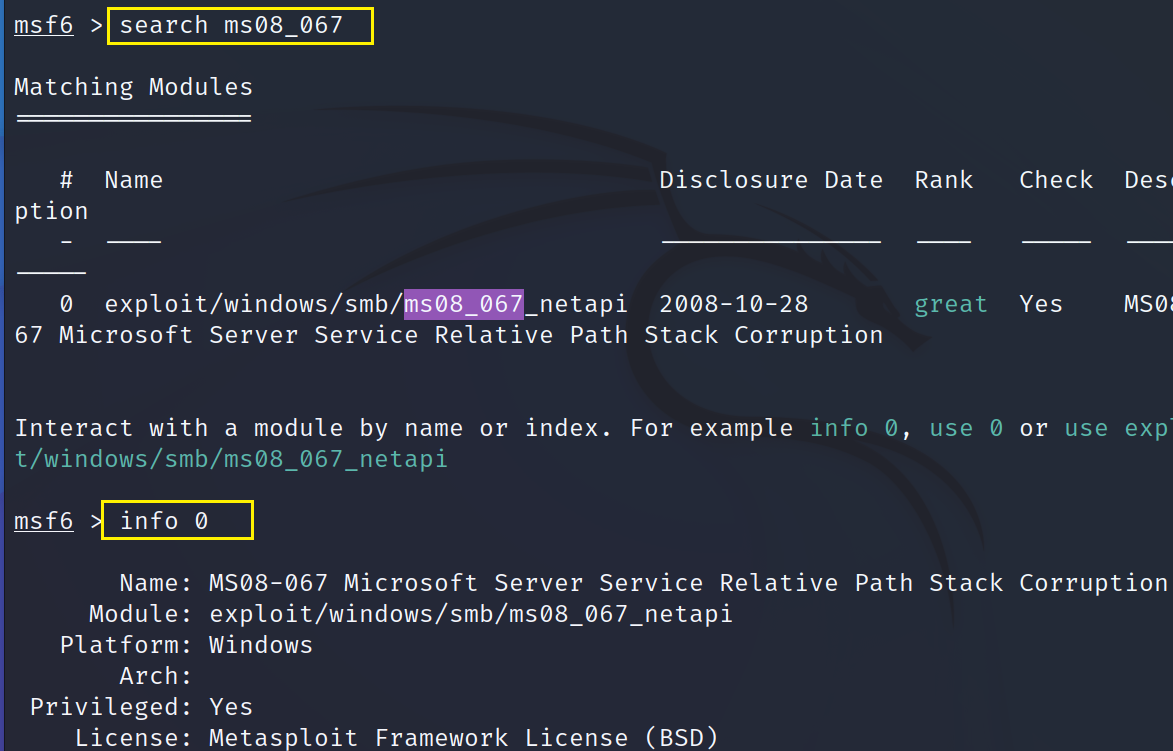 msf6 > search ms08_067
Matching Modules
================
# Name Disclosure Date Rank Check
ption
- ---- --------------- ---- ----- ----
-----
0 exploit/windows/smb/ms08_067_netapi 2008-10-28 great Yes
67 Microsoft Server Service Relative Path Stack Corruption
Interact with a module by name or index. For example info 0, use 0 or use
t/windows/smb/ms08_067_netapi
msf6 > info 0
Name: MS08-067 Microsoft Server Service Relative Path Stack Corruption
Module: exploit/windows/smb/ms08_067_netapi
Platform: Windows
Arch:
Privileged: Yes
License: Metasploit Framework License (BSD)